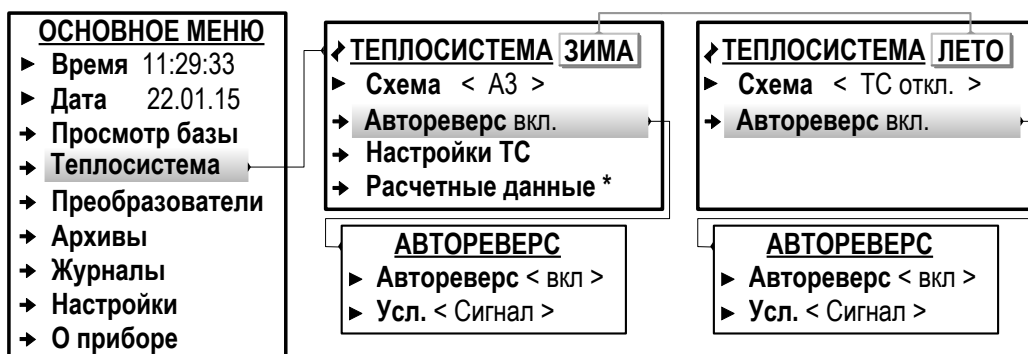 ОСНОВНОЕ МЕНЮ
Время 11:29:33
Дата 22.01.15
Просмотр базы
Теплосистема
Преобразователи
Архивы
Журналы
Настройки
О приборе
ТЕПЛОСИСТЕМА ЗИМА
Схема < А3 >
Автореверс вкл.
Настройки ТС
Расчетные данные *
АВТОРЕВЕРС
Автореверс < вкл >
Усл. < Сигнал >
ТЕПЛОСИСТЕМА ЛЕТО
Схема < ТС откл. >
Автореверс вкл.
АВТОРЕВЕРС
Автореверс < вкл >
Усл. < Сигнал >